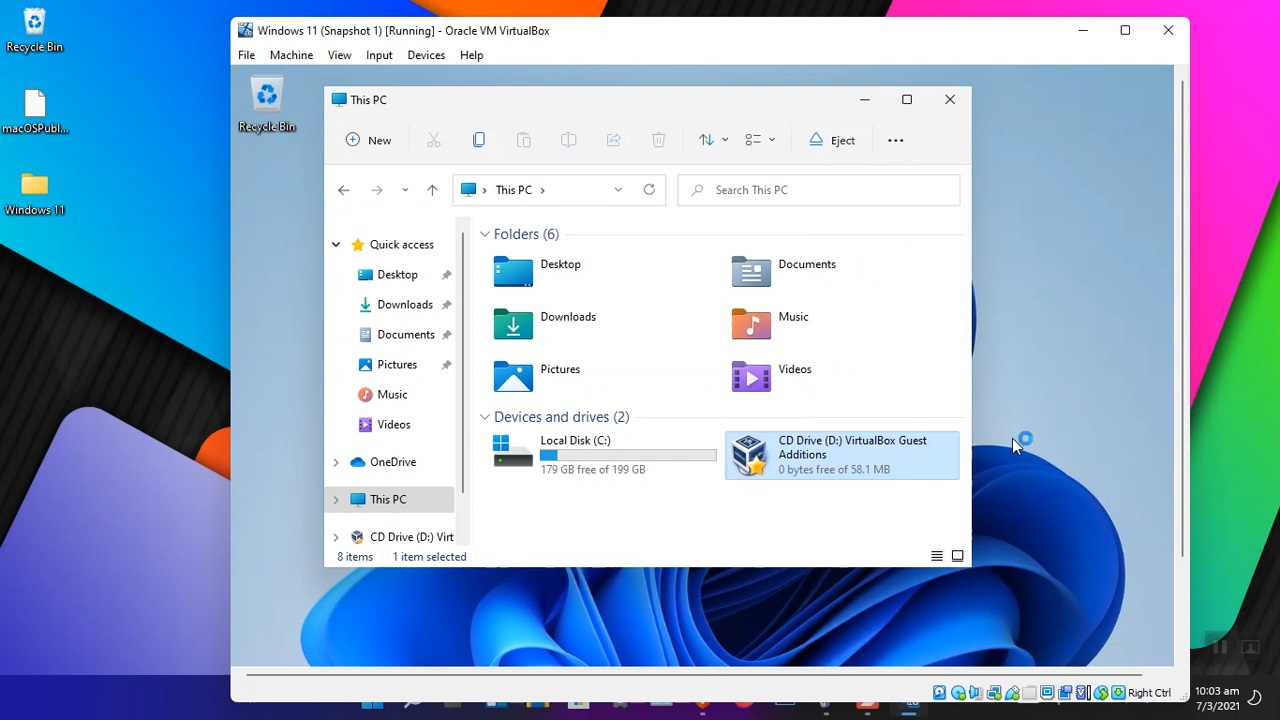 Recycle Bin
macOSPubl...
Windows 11
Windows 11 (Snapshot 1) [Running] - Oracle VM VirtualBox
File Machine View Input Devices Help
Recycle Bin
This PC
New
Eject
This PC
Search This PC
Quick access
Desktop
Downloads
Documents
Pictures
Music
Videos
OneDrive
This PC
CD Drive (D:) Virt
Folders (6)
Desktop
Documents
Downloads
Music
Pictures
Videos
Devices and drives (2)
Local Disk (C:)
179 GB free of 199 GB
CD Drive (D:) VirtualBox Guest
Additions
0 bytes free of 58.1 MB
8 items 1 item selected
Right Ctrl
10:03 am
7/3/2021